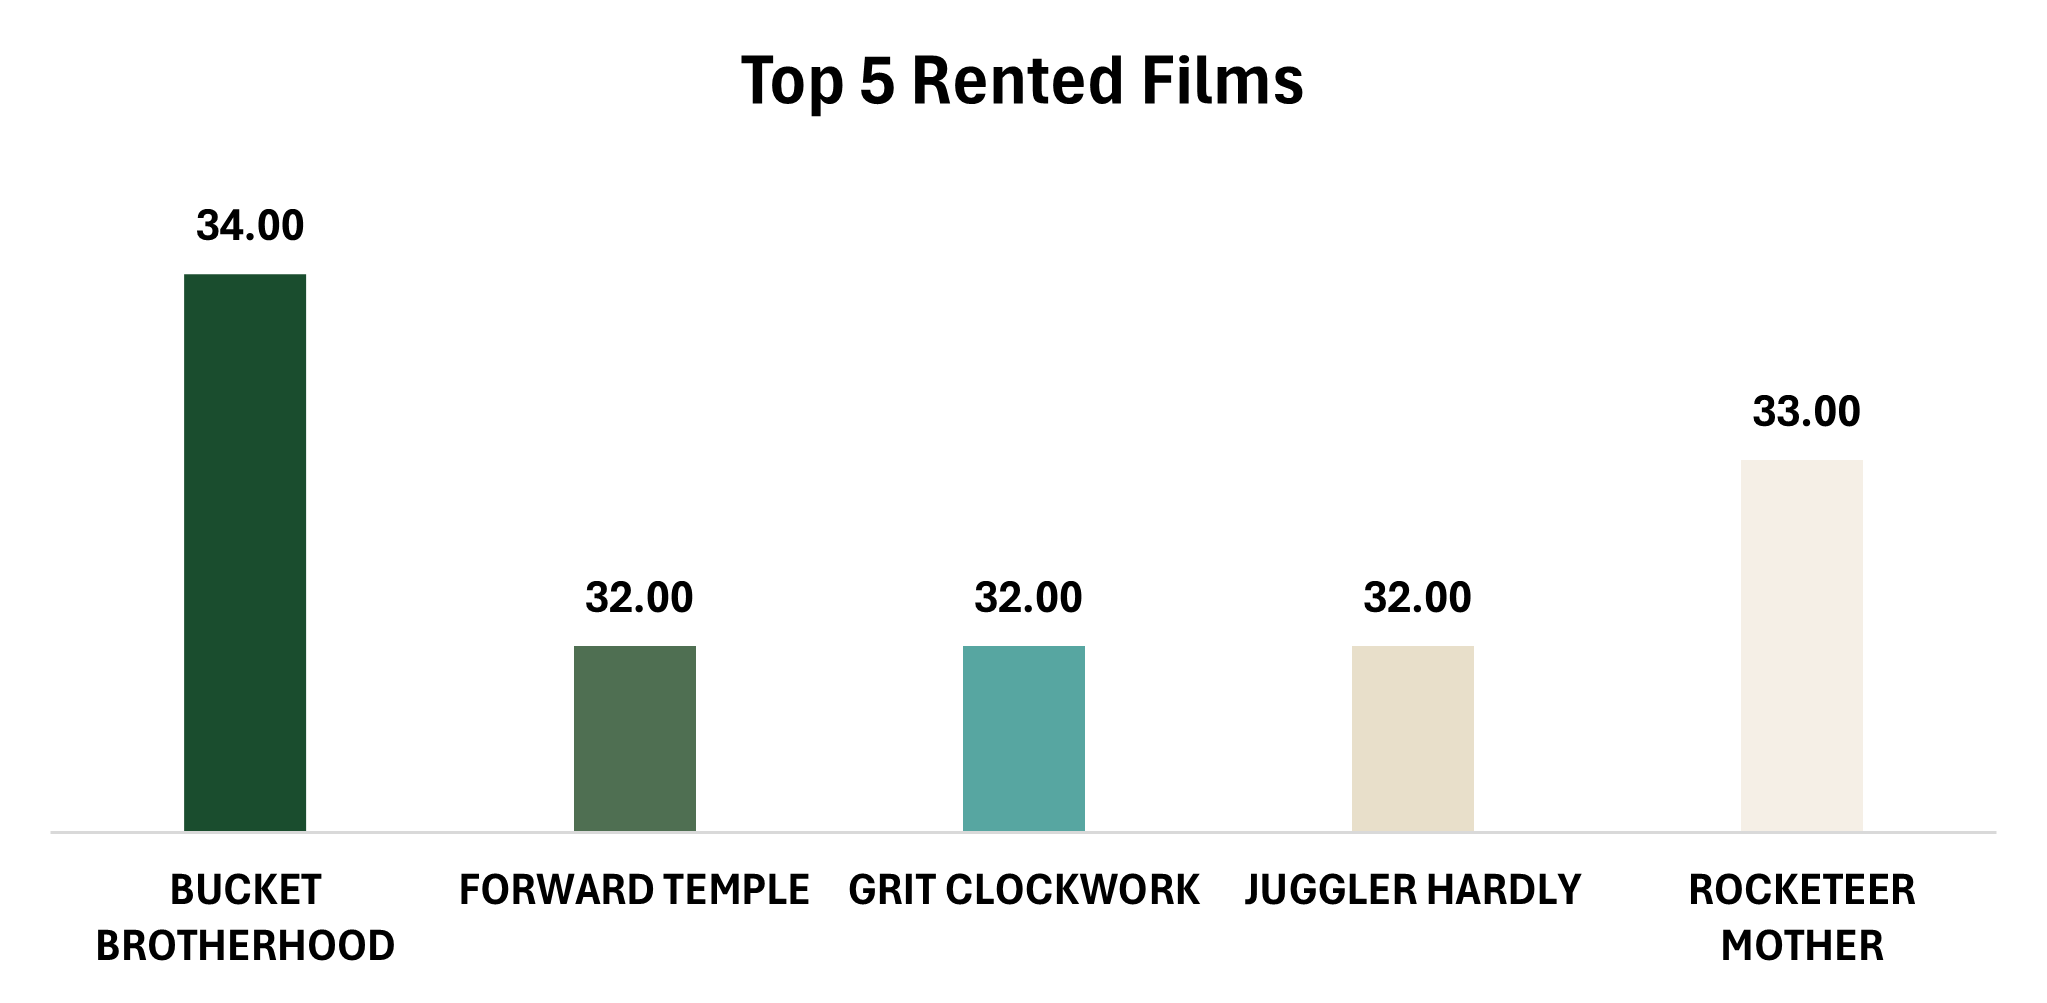 Top 5 Rented Films
34.00
32.00
32.00
32.00
33.00
BUCKET
BROTHERHOOD
FORWARD TEMPLE
GRIT CLOCKWORK
JUGGLER HARDLY
ROCKETEER
MOTHER